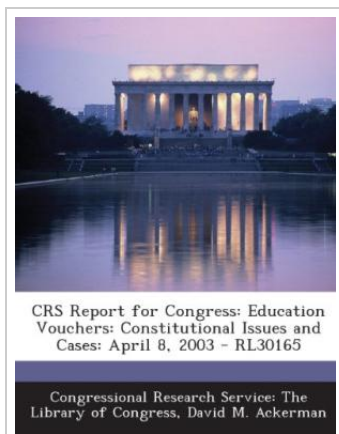 CRS Report for Congress: Education
Vouchers: Constitutional Issues and
Cases: April 8, 2003 - RL30165
Congressional Research Service: The
Library of Congress, David M. Ackerman